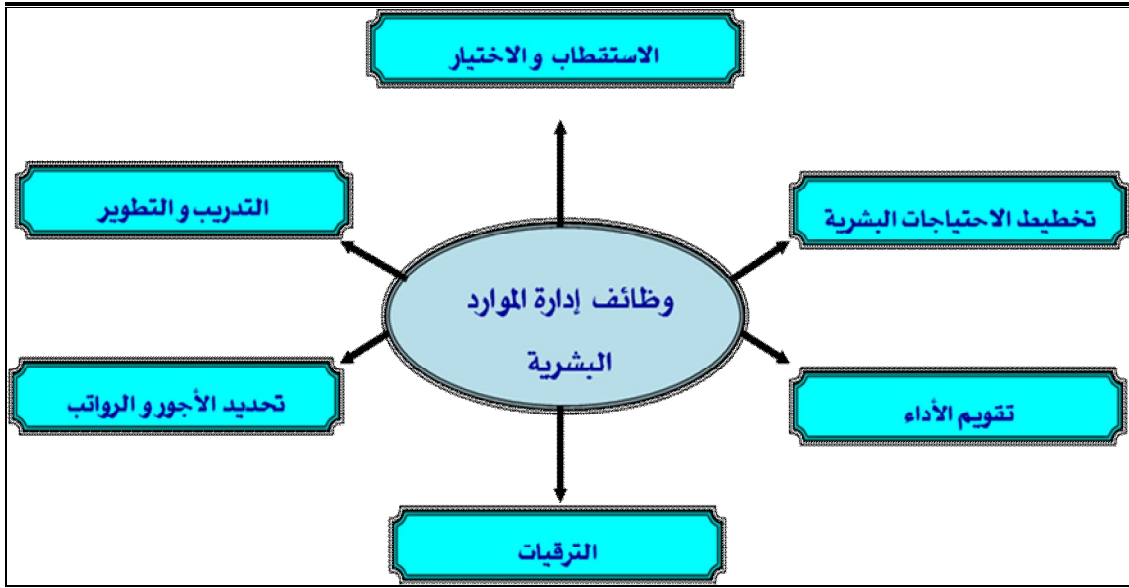 الاستقطاب و الاختيار
تخطيط الاحتياجات البشرية
التدريب و التطوير
وظائف إدارة الموارد
البشرية
تقويم الأداء
تحديد الأجور و الرواتب
الترقيات